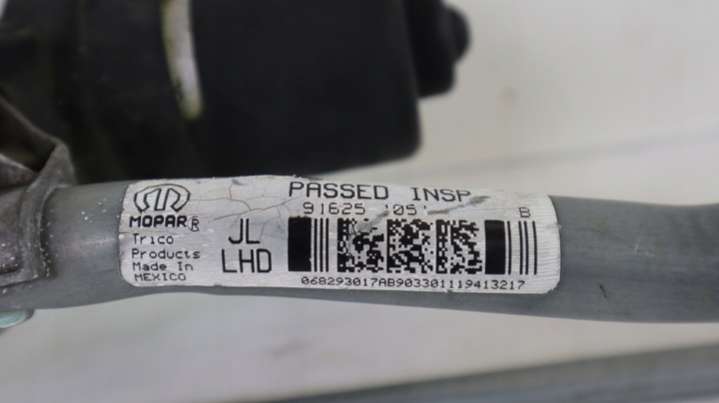 PASSED INSP
MOPAR®
Trico
Products
Made In
MEXICO
JL
LHD
91625 B
068293017AB903301119413217